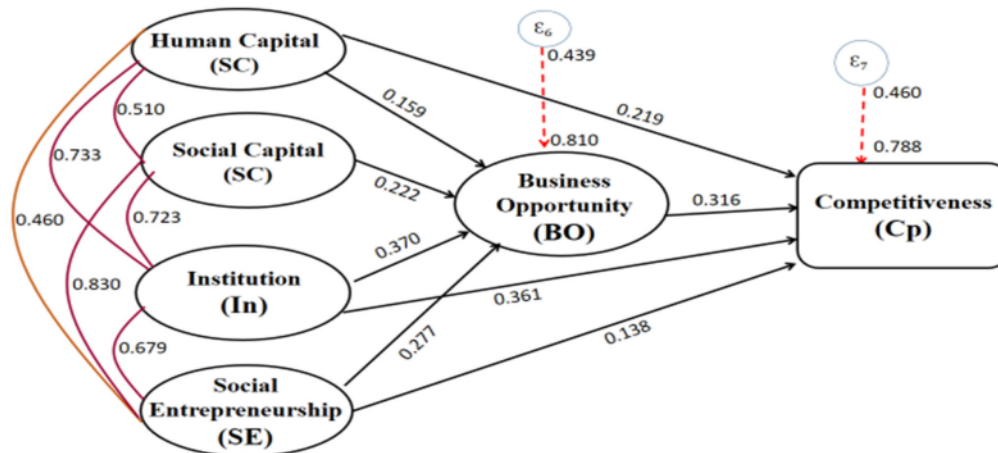 Human Capital
(SC)
ε6
0.439
ε7
0.460
0.159
0.219
0.510
0.810
0.788
Social Capital
(SC)
0.733
0.222
Business
Opportunity
(BO)
0.316
Competitiveness
(Cp)
0.460
0.723
0.370
Institution
(In)
0.830
0.361
0.277
0.138
0.679
Social
Entrepreneurship
(SE)